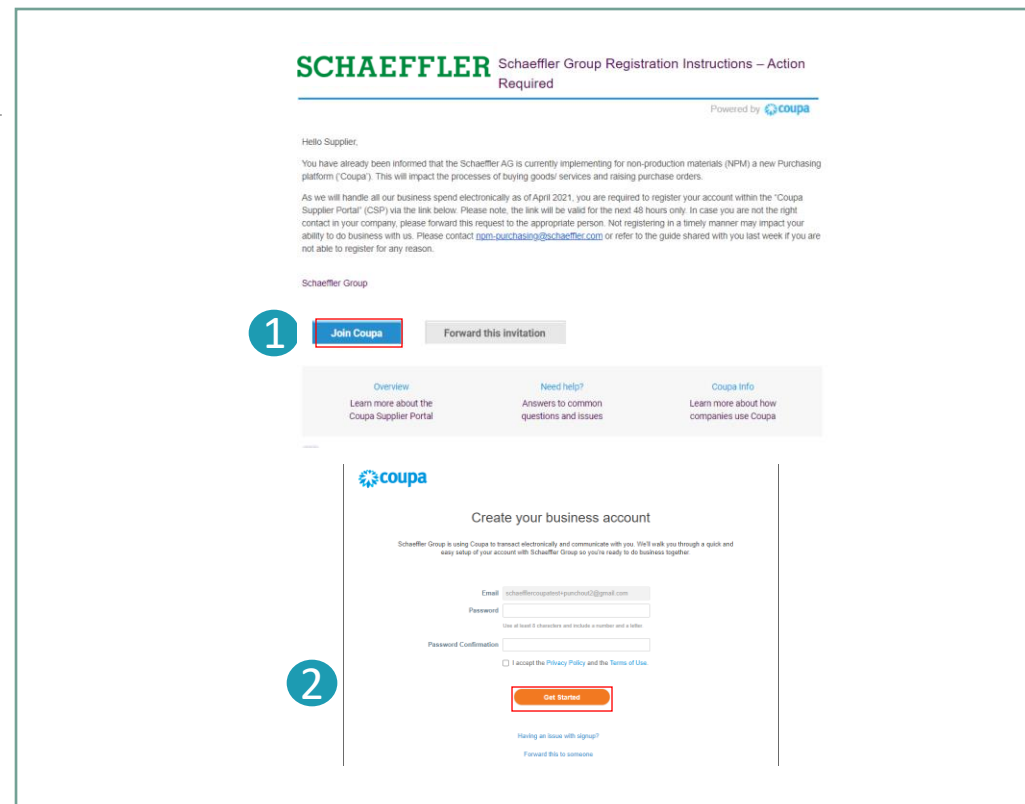 SCHAEFFLER
Schaeffler Group Registration Instructions – Action
Required
Powered by coupa
Hello Supplier,
You have already been informed that the Schaeffler AG is currently implementing for non-production materials (NPM) a new Purchasing
platform ('Coupa'). This will impact the processes of buying goods/ services and raising purchase orders.
As we will handle all our business spend electronically as of April 2021, you are required to register your account within the "Coupa
Supplier Portal" (CSP) via the link below. Please note, the link will be valid for the next 48 hours only. In case you are not the right
contact in your company, please forward this request to the appropriate person. Not registering in a timely manner may impact your
ability to do business with us. Please contact npm-purchasing@schaeffler.com or refer to the guide shared with you last week if you are
not able to register for any reason.
Schaeffler Group
1
Join Coupa
Forward this invitation
Overview
Need help?
Coupa Info
Learn more about the
Answers to common
Learn more about how
Coupa Supplier Portal
questions and issues
companies use Coupa
coupa
Create your business account
Schaeffler Group is using Coupa to transact electronically and communicate with you. We'll walk you through a quick and
easy setup of your account with Schaeffler Group so you're ready to do business together.
Email
schaefflercoupatest+punchout2@gmail.com
Password
Use at least 8 characters and include a number and a letter.
Password Confirmation
I accept the Privacy Policy and the Terms of Use.
2
Get Started
Having an issue with signup?
Forward this to someone